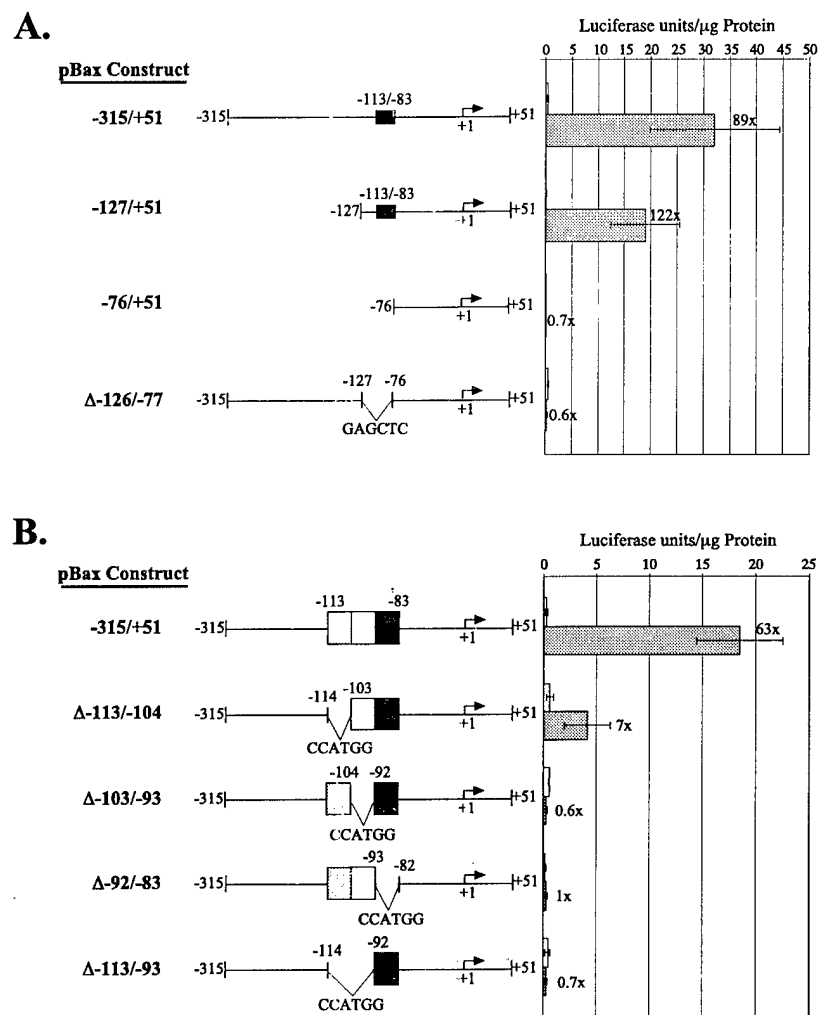 A.
Luciferase units/µg Protein
pBax Construct
0 5 10 15 20 25 30 35 40 45 50
-315/+51
-315
-113/-83
+1
+51
89x
-127/+51
-127
-113/-83
+1
+51
122x
-76/+51
-76
+1
+51
0.7x
Δ-126/-77
-315
-127 -76
GAGCTC
+1
+51
0.6x
B.
Luciferase units/µg Protein
pBax Construct
0 5 10 15 20 25
-315/+51
-315
-113 -83
+1
+51
63x
Δ-113/-104
-315
-114 -103
CCATGG
+1
+51
7x
Δ-103/-93
-315
-104 -92
CCATGG
+1
+51
0.6x
Δ-92/-83
-315
-93 -82
CCATGG
+1
+51
1x
Δ-113/-93
-315
-114 -92
CCATGG
+1
+51
0.7x